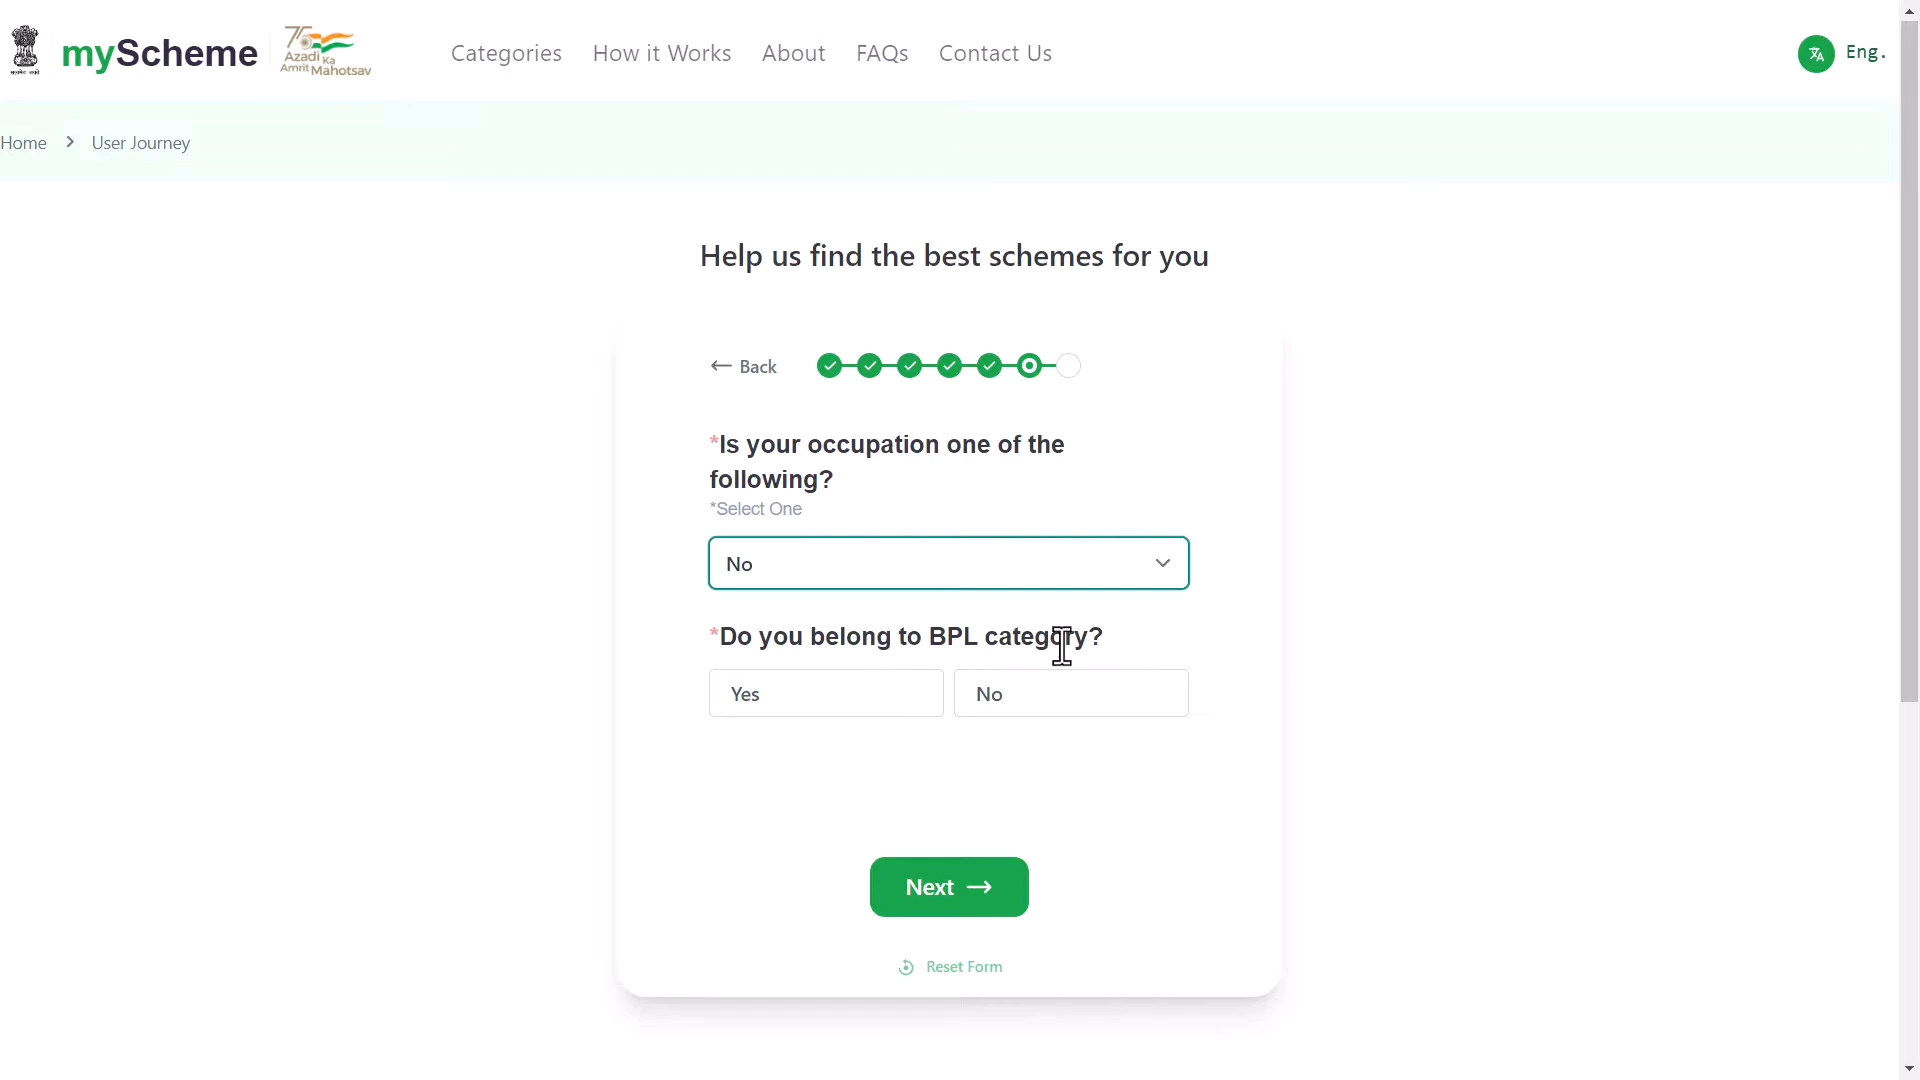 myScheme
75
Azadi
Ka
Amrit Mahotsav
Categories
How it Works
About
FAQs
Contact Us
Eng.
Home
User Journey
Help us find the best schemes for you
Back
*Is your occupation one of the
following?
*Select One
No
*Do you belong to BPL category?
Yes
No
Next
Reset Form